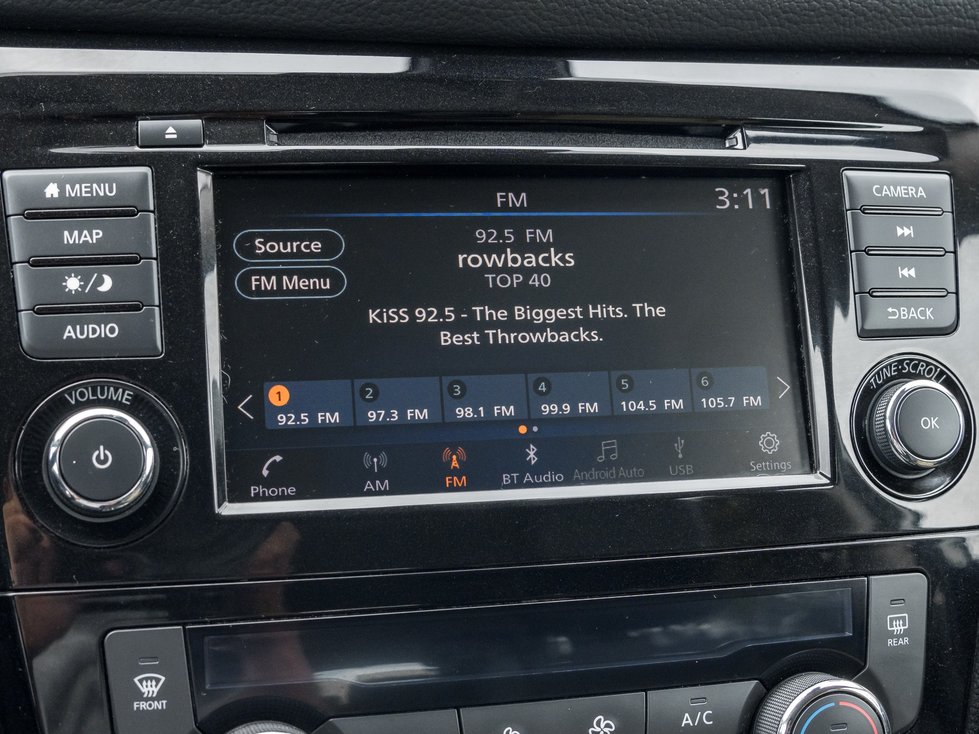 MENU
MAP
AUDIO
VOLUME
FM
3:11
Source
FM Menu
92.5 FM
rowbacks
TOP 40
KiSS 92.5 - The Biggest Hits. The
Best Throwbacks.
1 2 3 4 5 6
92.5 FM 97.3 FM 98.1 FM 99.9 FM 104.5 FM 105.7 FM
Phone AM FM BT Audio Android Auto USB Settings
CAMERA
BACK
TUNE·SCROLL
OK
FRONT
A/C
REAR